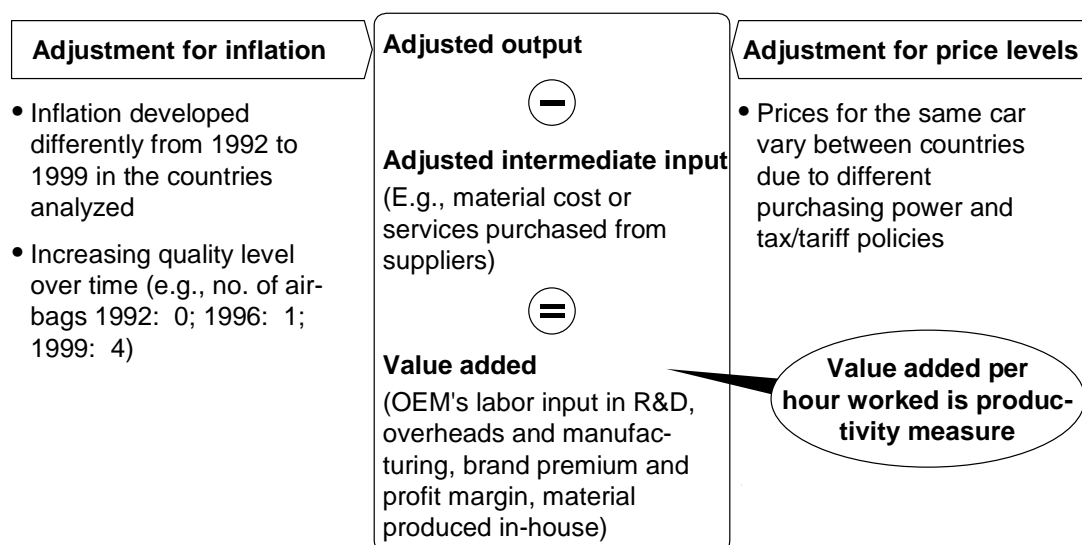 Adjustment for inflation
• Inflation developed
differently from 1992 to
1999 in the countries
analyzed
• Increasing quality level
over time (e.g., no. of air-
bags 1992: 0; 1996: 1;
1999: 4)
Adjusted output
−
Adjusted intermediate input
(E.g., material cost or
services purchased from
suppliers)
=
Value added
(OEM's labor input in R&D,
overheads and manufac-
turing, brand premium and
profit margin, material
produced in-house)
Adjustment for price levels
• Prices for the same car
vary between countries
due to different
purchasing power and
tax/tariff policies
Value added per
hour worked is produc-
tivity measure